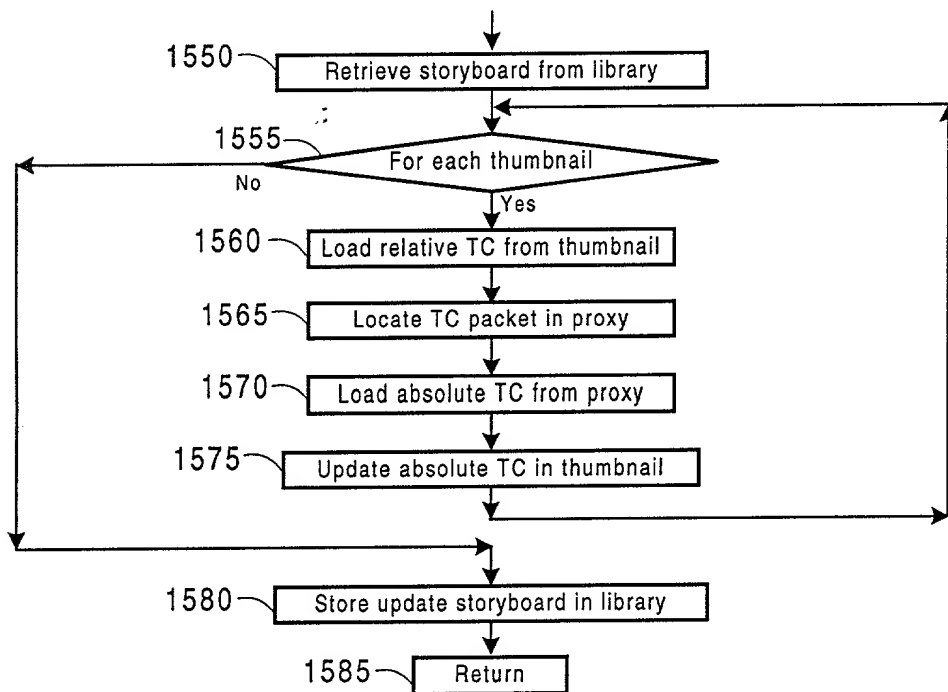 1550 Retrieve storyboard from library
1555 For each thumbnail
No
Yes
1560 Load relative TC from thumbnail
1565 Locate TC packet in proxy
1570 Load absolute TC from proxy
1575 Update absolute TC in thumbnail
1580 Store update storyboard in library
1585 Return